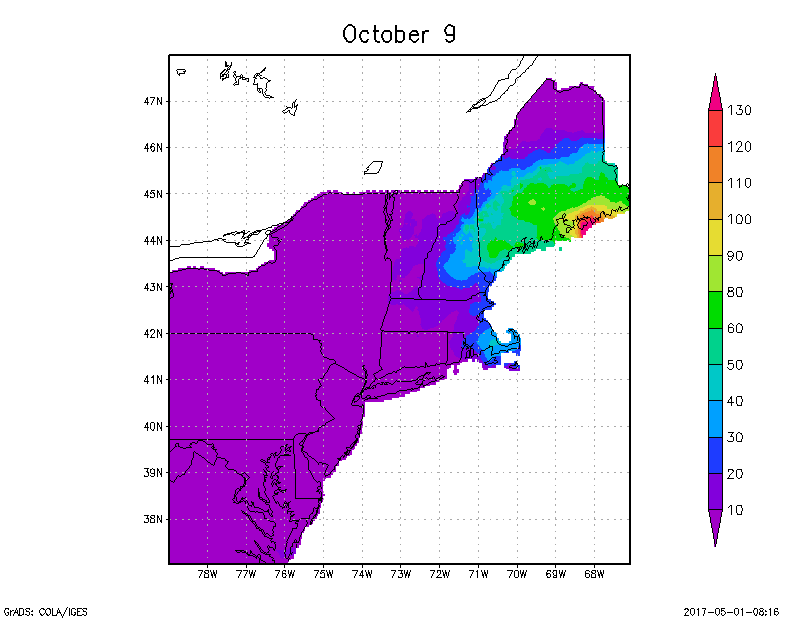 October 9
47N
46N
45N
44N
43N
42N
41N
40N
39N
38N
78W 77W 76W 75W 74W 73W 72W 71W 70W 69W 68W
130
120
110
100
90
80
60
50
40
30
20
10
GrADS: COLA/IGES
2017-05-01-08:16